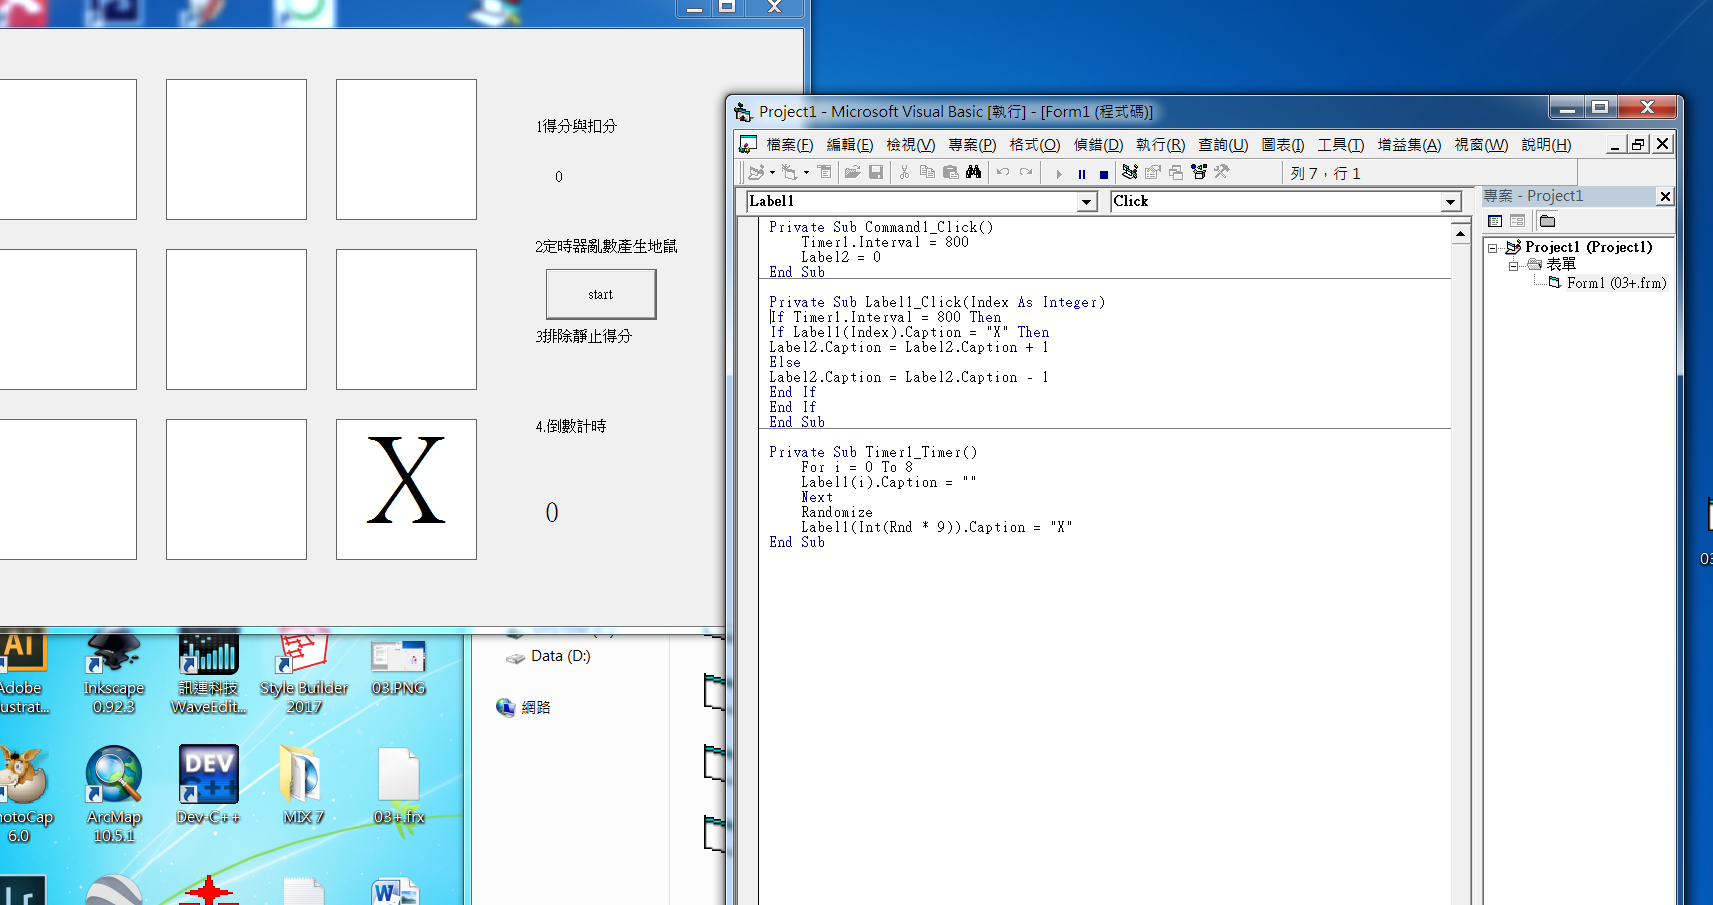 1得分與扣分
0
2定時器亂數產生地鼠
start
3排除靜止得分
4.倒數計時
X
0
Project1 - Microsoft Visual Basic [執行] - [Form1 (程式碼)]
檔案(F) 編輯(E) 檢視(V) 專案(P) 格式(O) 偵錯(D) 執行(R) 查詢(U) 圖表(I) 工具(T) 增益集(A) 視窗(W) 說明(H)
列 7，行 1
Label1
Click
Private Sub Command1_Click()
Timer1.Interval = 800
Label2 = 0
End Sub
Private Sub Label1_Click(Index As Integer)
If Timer1.Interval = 800 Then
If Label1(Index).Caption = "X" Then
Label2.Caption = Label2.Caption + 1
Else
Label2.Caption = Label2.Caption - 1
End If
End If
End Sub
Private Sub Timer1_Timer()
For i = 0 To 8
Label1(i).Caption = ""
Next
Randomize
Label1(Int(Rnd * 9)).Caption = "X"
End Sub
專案 - Project1
Project1 (Project1)
表單
Form1 (03+.frm)
03
Data (D:)
網路
Ai
Adobe
ustrat...
Inkscape
0.92.3
訊連科技
WaveEdit...
Style Builder
2017
03.PNG
hotoCap
6.0
ArcMap
10.5.1
DEV
C++
Dev-C++
MIX 7
03+.frx
Lr
W